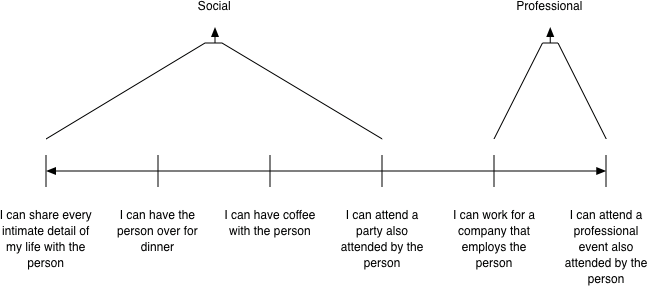 Social
Professional
I can share every
intimate detail of
my life with the
person
I can have the
person over for
dinner
I can have coffee
with the person
I can attend a
party also
attended by the
person
I can work for a
company that
employs the
person
I can attend a
professional
event also
attended by the
person